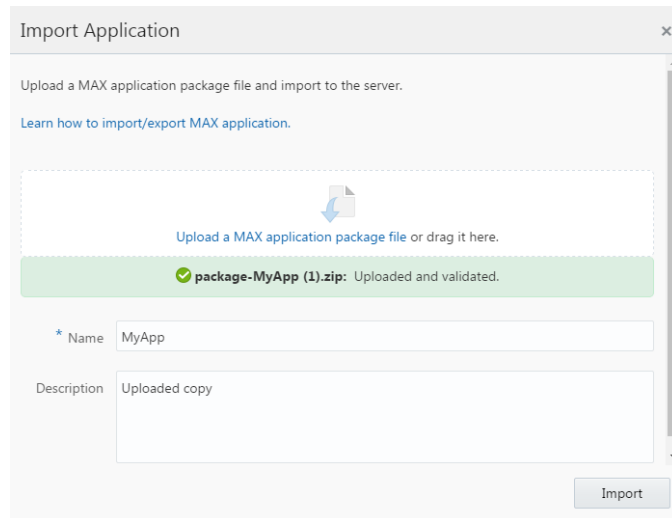 Import Application
Upload a MAX application package file and import to the server.
Learn how to import/export MAX application.
Upload a MAX application package file or drag it here.
package-MyApp (1).zip: Uploaded and validated.
* Name MyApp
Description Uploaded copy
Import